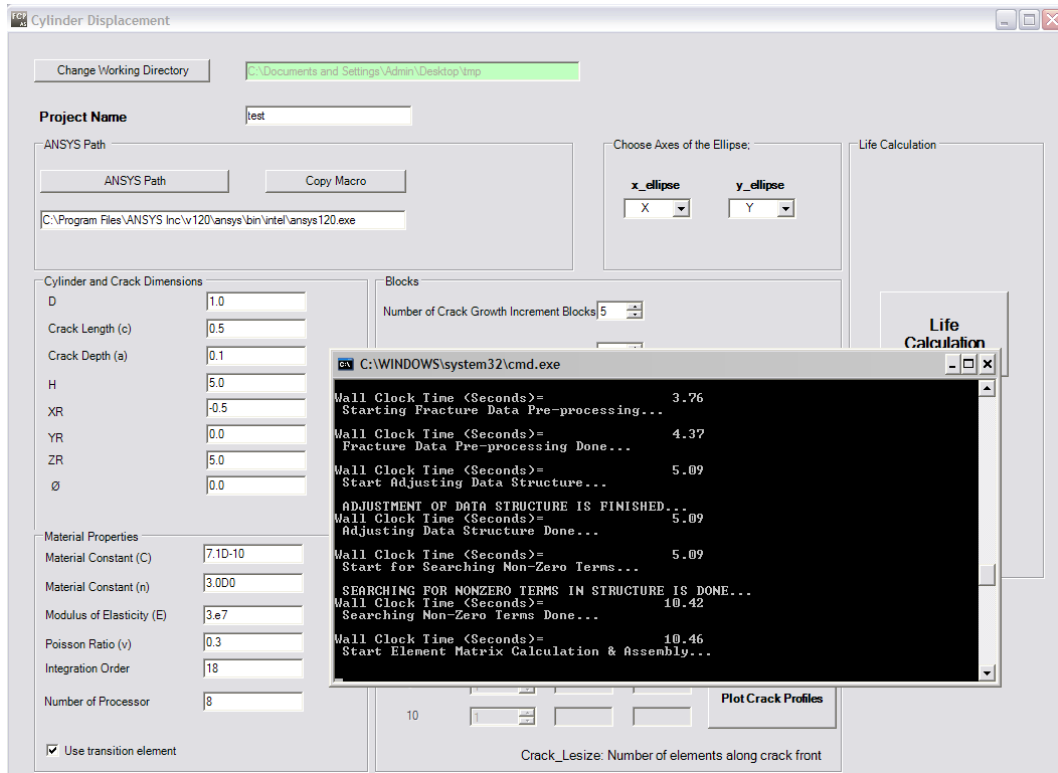 FCP
AS
Cylinder Displacement
Change Working Directory
C:\Documents and Settings\Admin\Desktop\tmp
Project Name
test
ANSYS Path
ANSYS Path
Copy Macro
C:\Program Files\ANSYS Inc\v120\ansys\bin\intel\ansys120.exe
Choose Axes of the Ellipse;
x_ellipse y_ellipse
X Y
Life Calculation
Life
Calculation
Cylinder and Crack Dimensions
D 1.0
Crack Length (c) 0.5
Crack Depth (a) 0.1
H 5.0
XR -0.5
YR 0.0
ZR 5.0
Ø 0.0
Material Properties
Material Constant (C) 7.1D-10
Material Constant (n) 3.0D0
Modulus of Elasticity (E) 3.e7
Poisson Ratio (v) 0.3
Integration Order 18
Number of Processor 8
Use transition element
Blocks
Number of Crack Growth Increment Blocks 5
C:\WINDOWS\system32\cmd.exe
Wall Clock Time (Seconds)= 3.76
Starting Fracture Data Pre-processing...
Wall Clock Time (Seconds)= 4.37
Fracture Data Pre-processing Done...
Wall Clock Time (Seconds)= 5.09
Start Adjusting Data Structure...
ADJUSTMENT OF DATA STRUCTURE IS FINISHED...
Wall Clock Time (Seconds)= 5.09
Adjusting Data Structure Done...
Wall Clock Time (Seconds)= 5.09
Start for Searching Non-Zero Terms...
SEARCHING FOR NONZERO TERMS IN STRUCTURE IS DONE...
Wall Clock Time (Seconds)= 10.42
Searching Non-Zero Terms Done...
Wall Clock Time (Seconds)= 10.46
Start Element Matrix Calculation & Assembly...
Plot Crack Profiles
10 1
Crack_Lesize: Number of elements along crack front